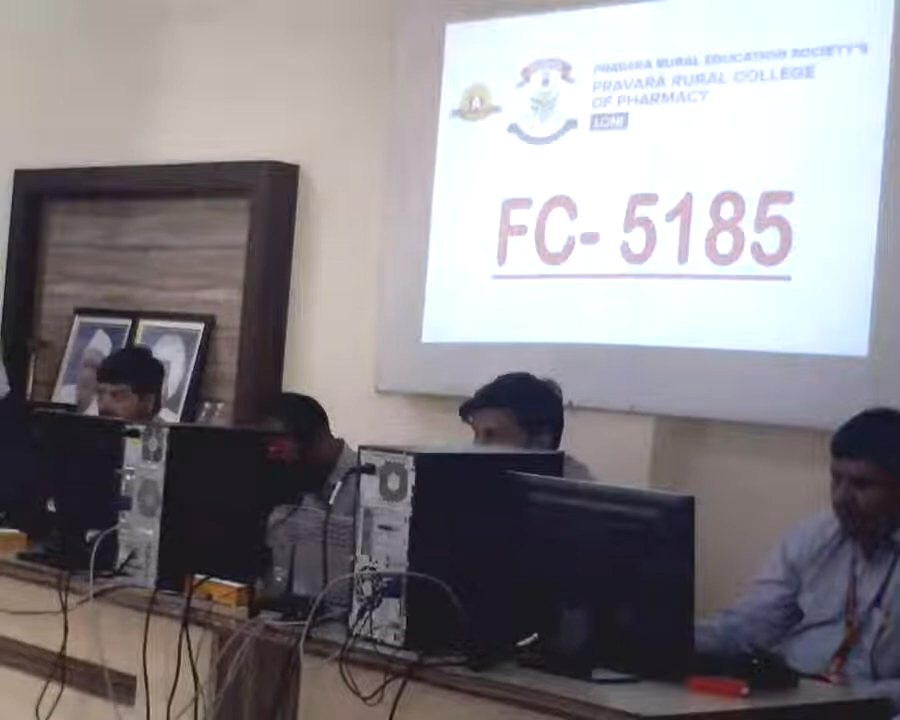 PRAVARA RURAL EDUCATION SOCIETY'S
PRAVARA RURAL COLLEGE
OF PHARMACY
LONI
A
FC- 5185